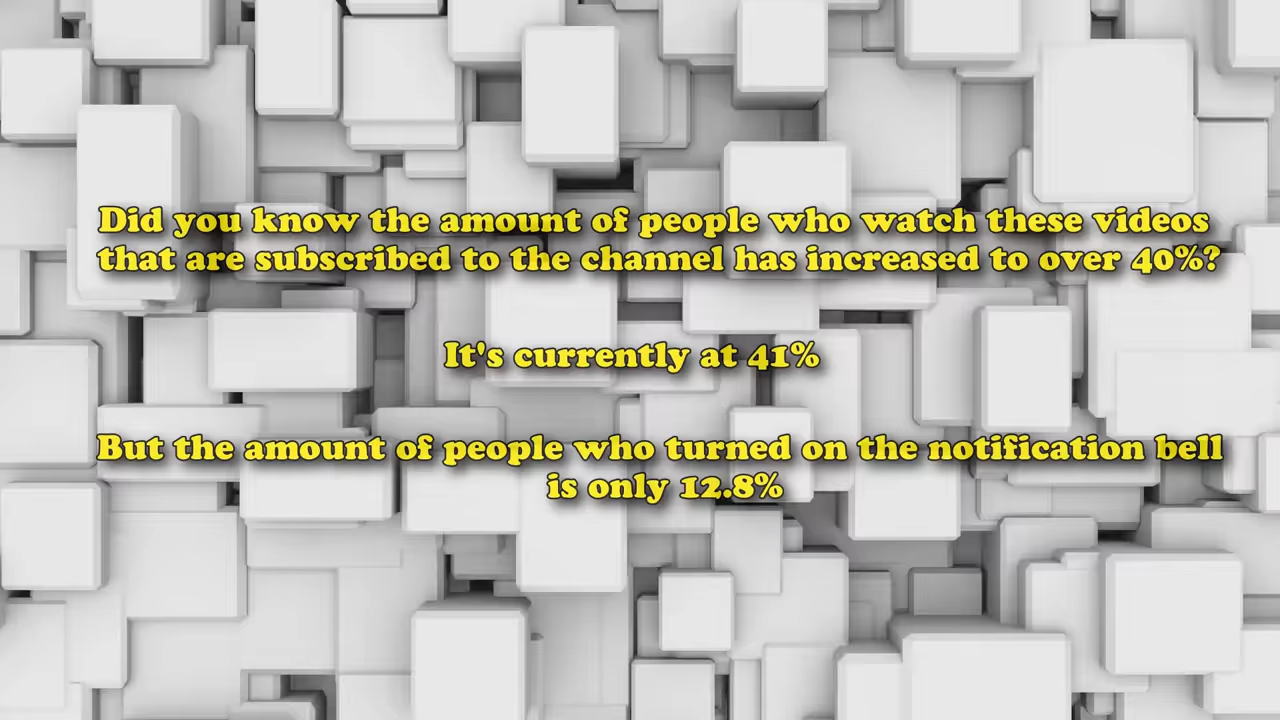 Did you know the amount of people who watch these videos
that are subscribed to the channel has increased to over 40%?
It's currently at 41%
But the amount of people who turned on the notification bell
is only 12.8%